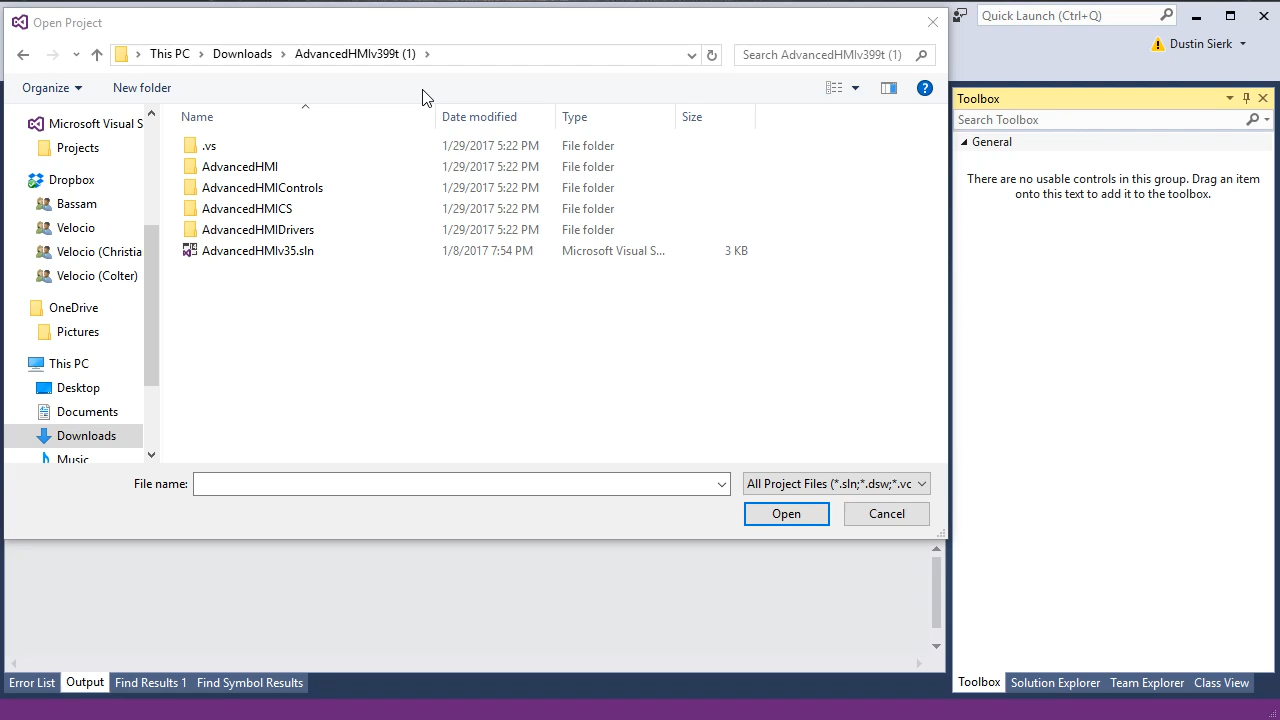 Open Project
Quick Launch (Ctrl+Q)
Dustin Sierk
This PC Downloads AdvancedHMIv399t (1)
Search AdvancedHMIv399t (1)
Organize New folder
Name Date modified Type Size
.vs 1/29/2017 5:22 PM File folder
AdvancedHMI 1/29/2017 5:22 PM File folder
AdvancedHMIControls 1/29/2017 5:22 PM File folder
AdvancedHMICS 1/29/2017 5:22 PM File folder
AdvancedHMIDrivers 1/29/2017 5:22 PM File folder
AdvancedHMIv35.sln 1/8/2017 7:54 PM Microsoft Visual S... 3 KB
Microsoft Visual S
Projects
Dropbox
Bassam
Velocio
Velocio (Christia
Velocio (Colter)
OneDrive
Pictures
This PC
Desktop
Documents
Downloads
Music
File name:
All Project Files (*.sln;*.dsw;*.vc
Open Cancel
Toolbox
Search Toolbox
General
There are no usable controls in this group. Drag an item
onto this text to add it to the toolbox.
Error List Output Find Results 1 Find Symbol Results
Toolbox Solution Explorer Team Explorer Class View